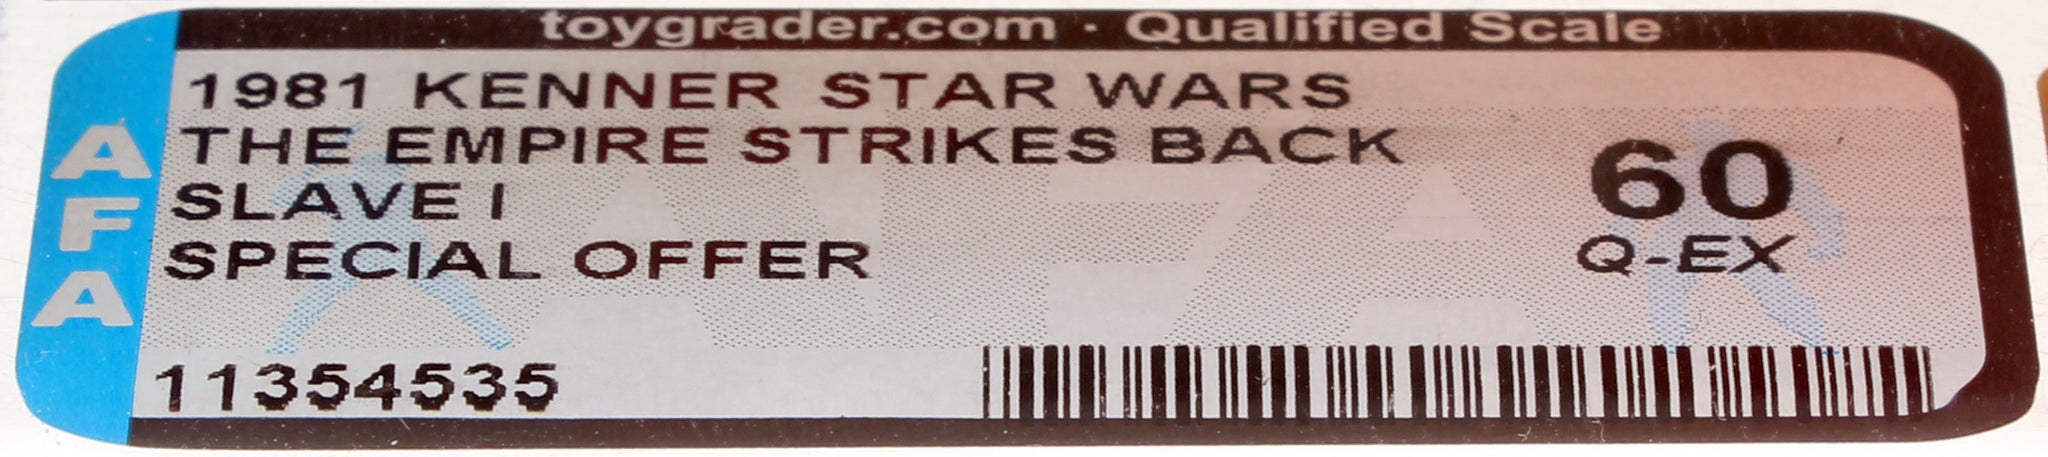 toygrader.com · Qualified Scale
AFA
1981 KENNER STAR WARS
THE EMPIRE STRIKES BACK
SLAVE I
SPECIAL OFFER
60
Q-EX
11354535